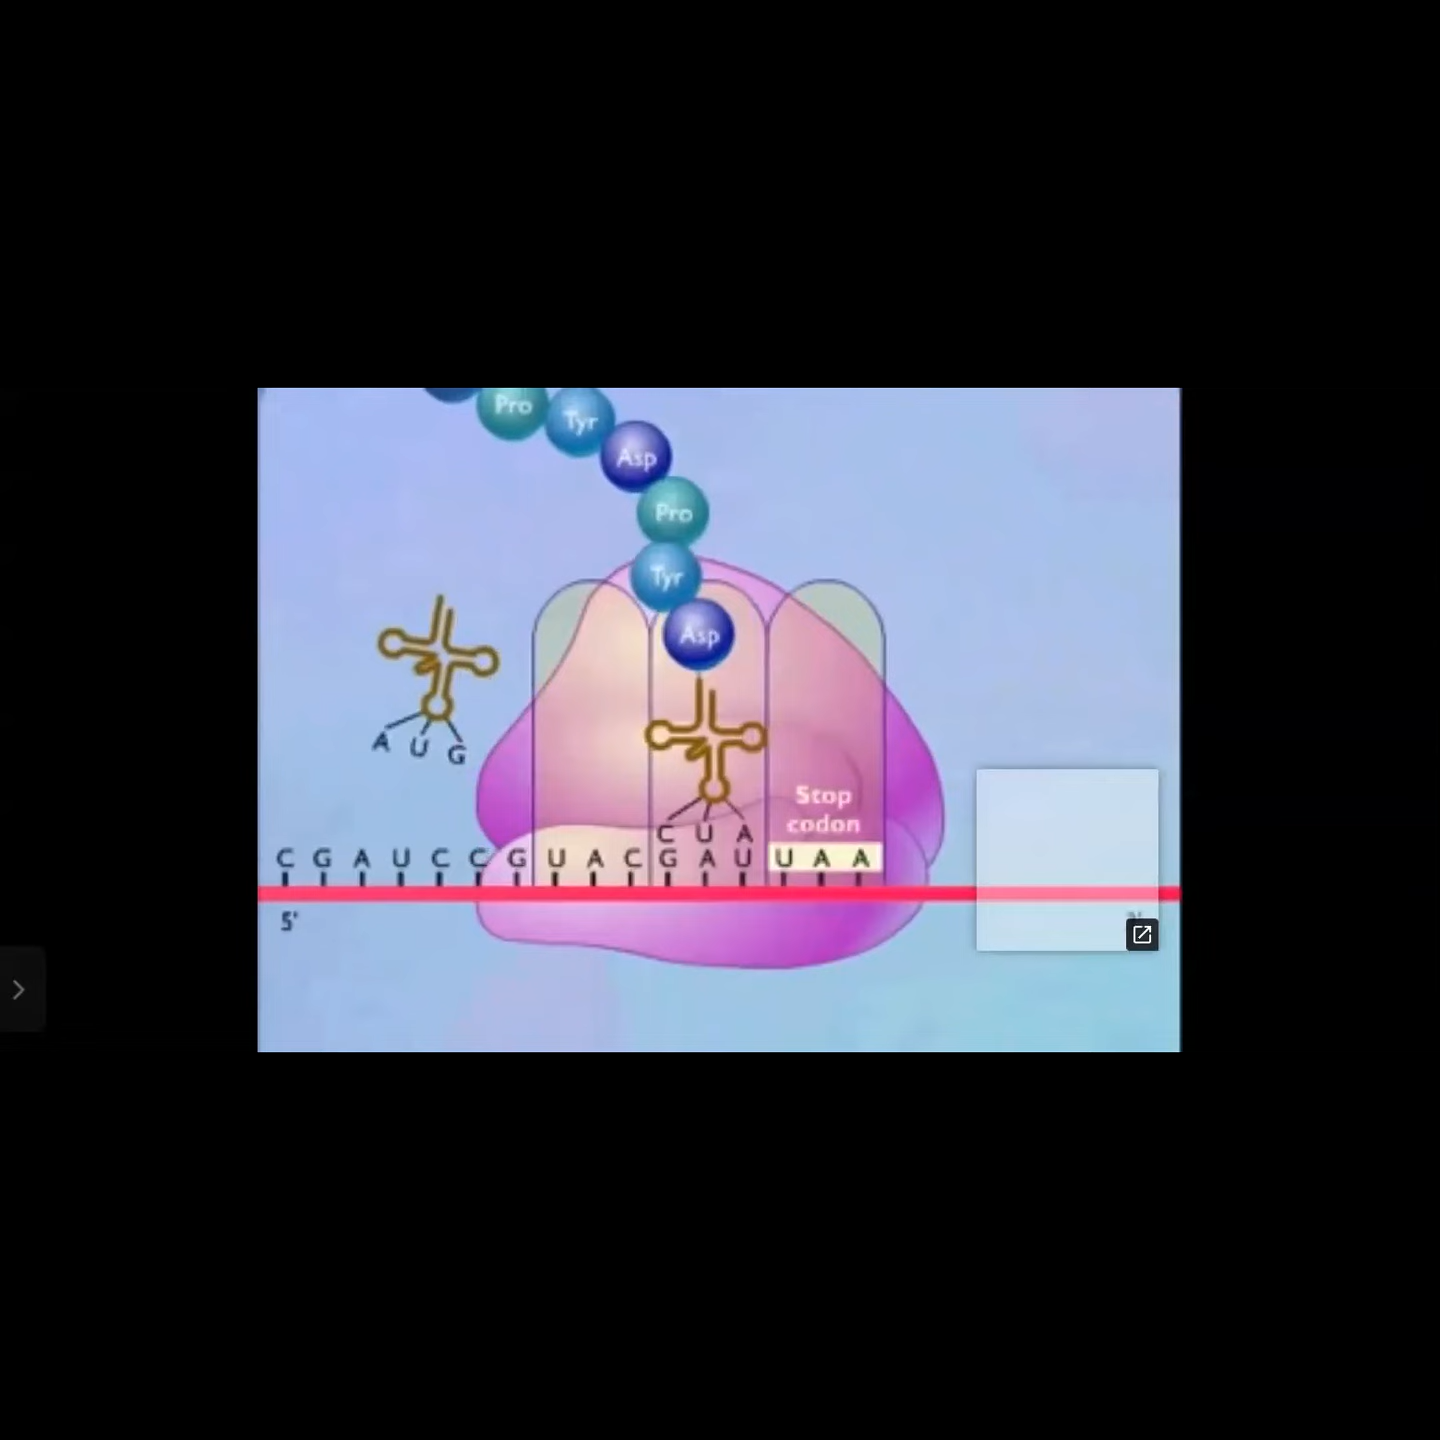 Pro
Tyr
Asp
Pro
Tyr
Asp
A U G
Stop
codon
C U A
C G A U C C G U A C G A U U A A
5'